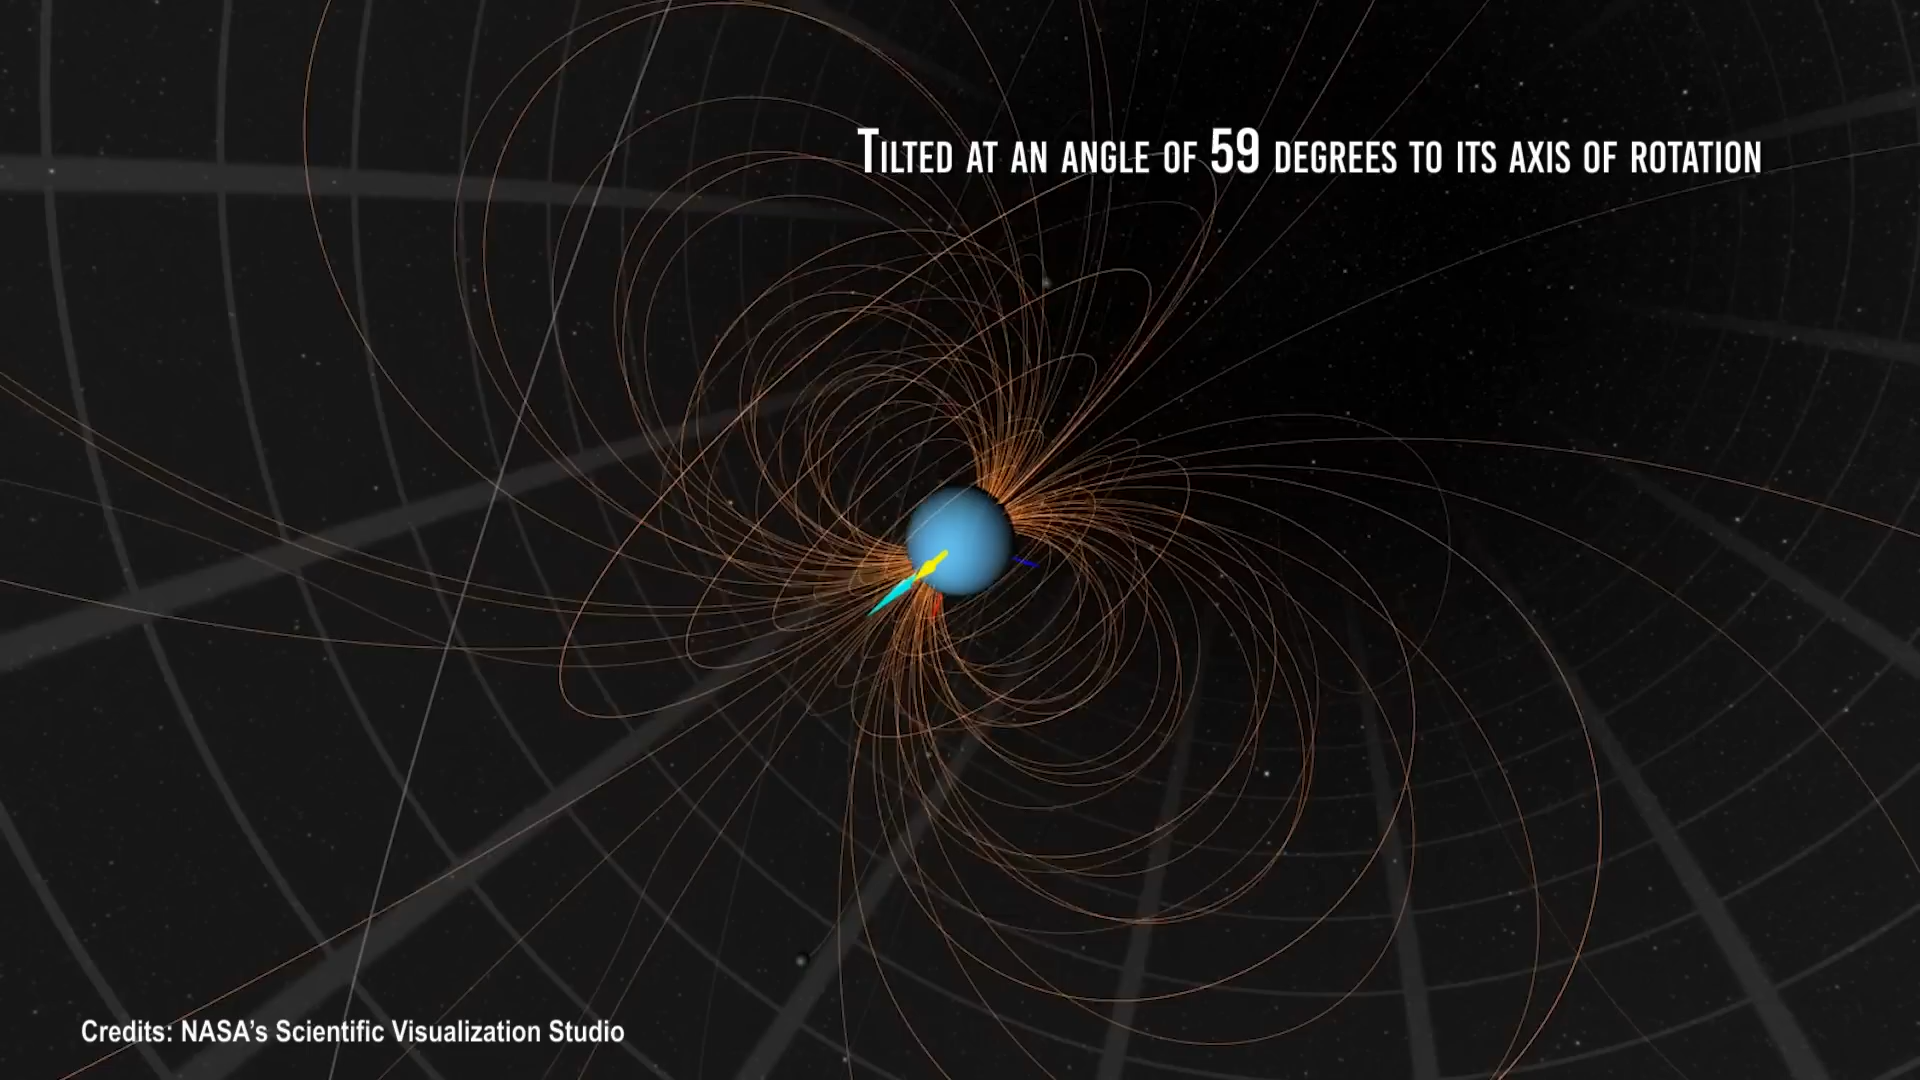 Tilted at an angle of 59 degrees to its axis of rotation
Credits: NASA's Scientific Visualization Studio